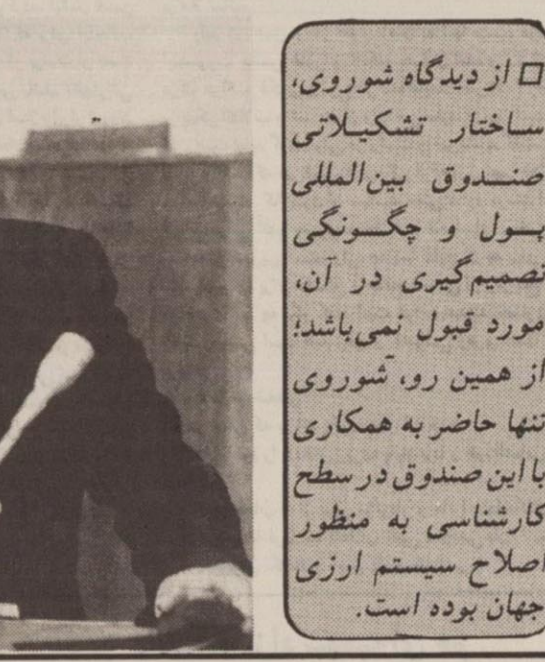 □ از دیدگاه شوروی،
ساختار تشکیلاتی
صندوق بین‌المللی
پول و چگونگی
تصمیم‌گیری در آن،
مورد قبول نمی‌باشد؛
از همین رو، شوروی
تنها حاضر به همکاری
با این صندوق در سطح
کارشناسی به منظور
اصلاح سیستم ارزی
جهان بوده است.